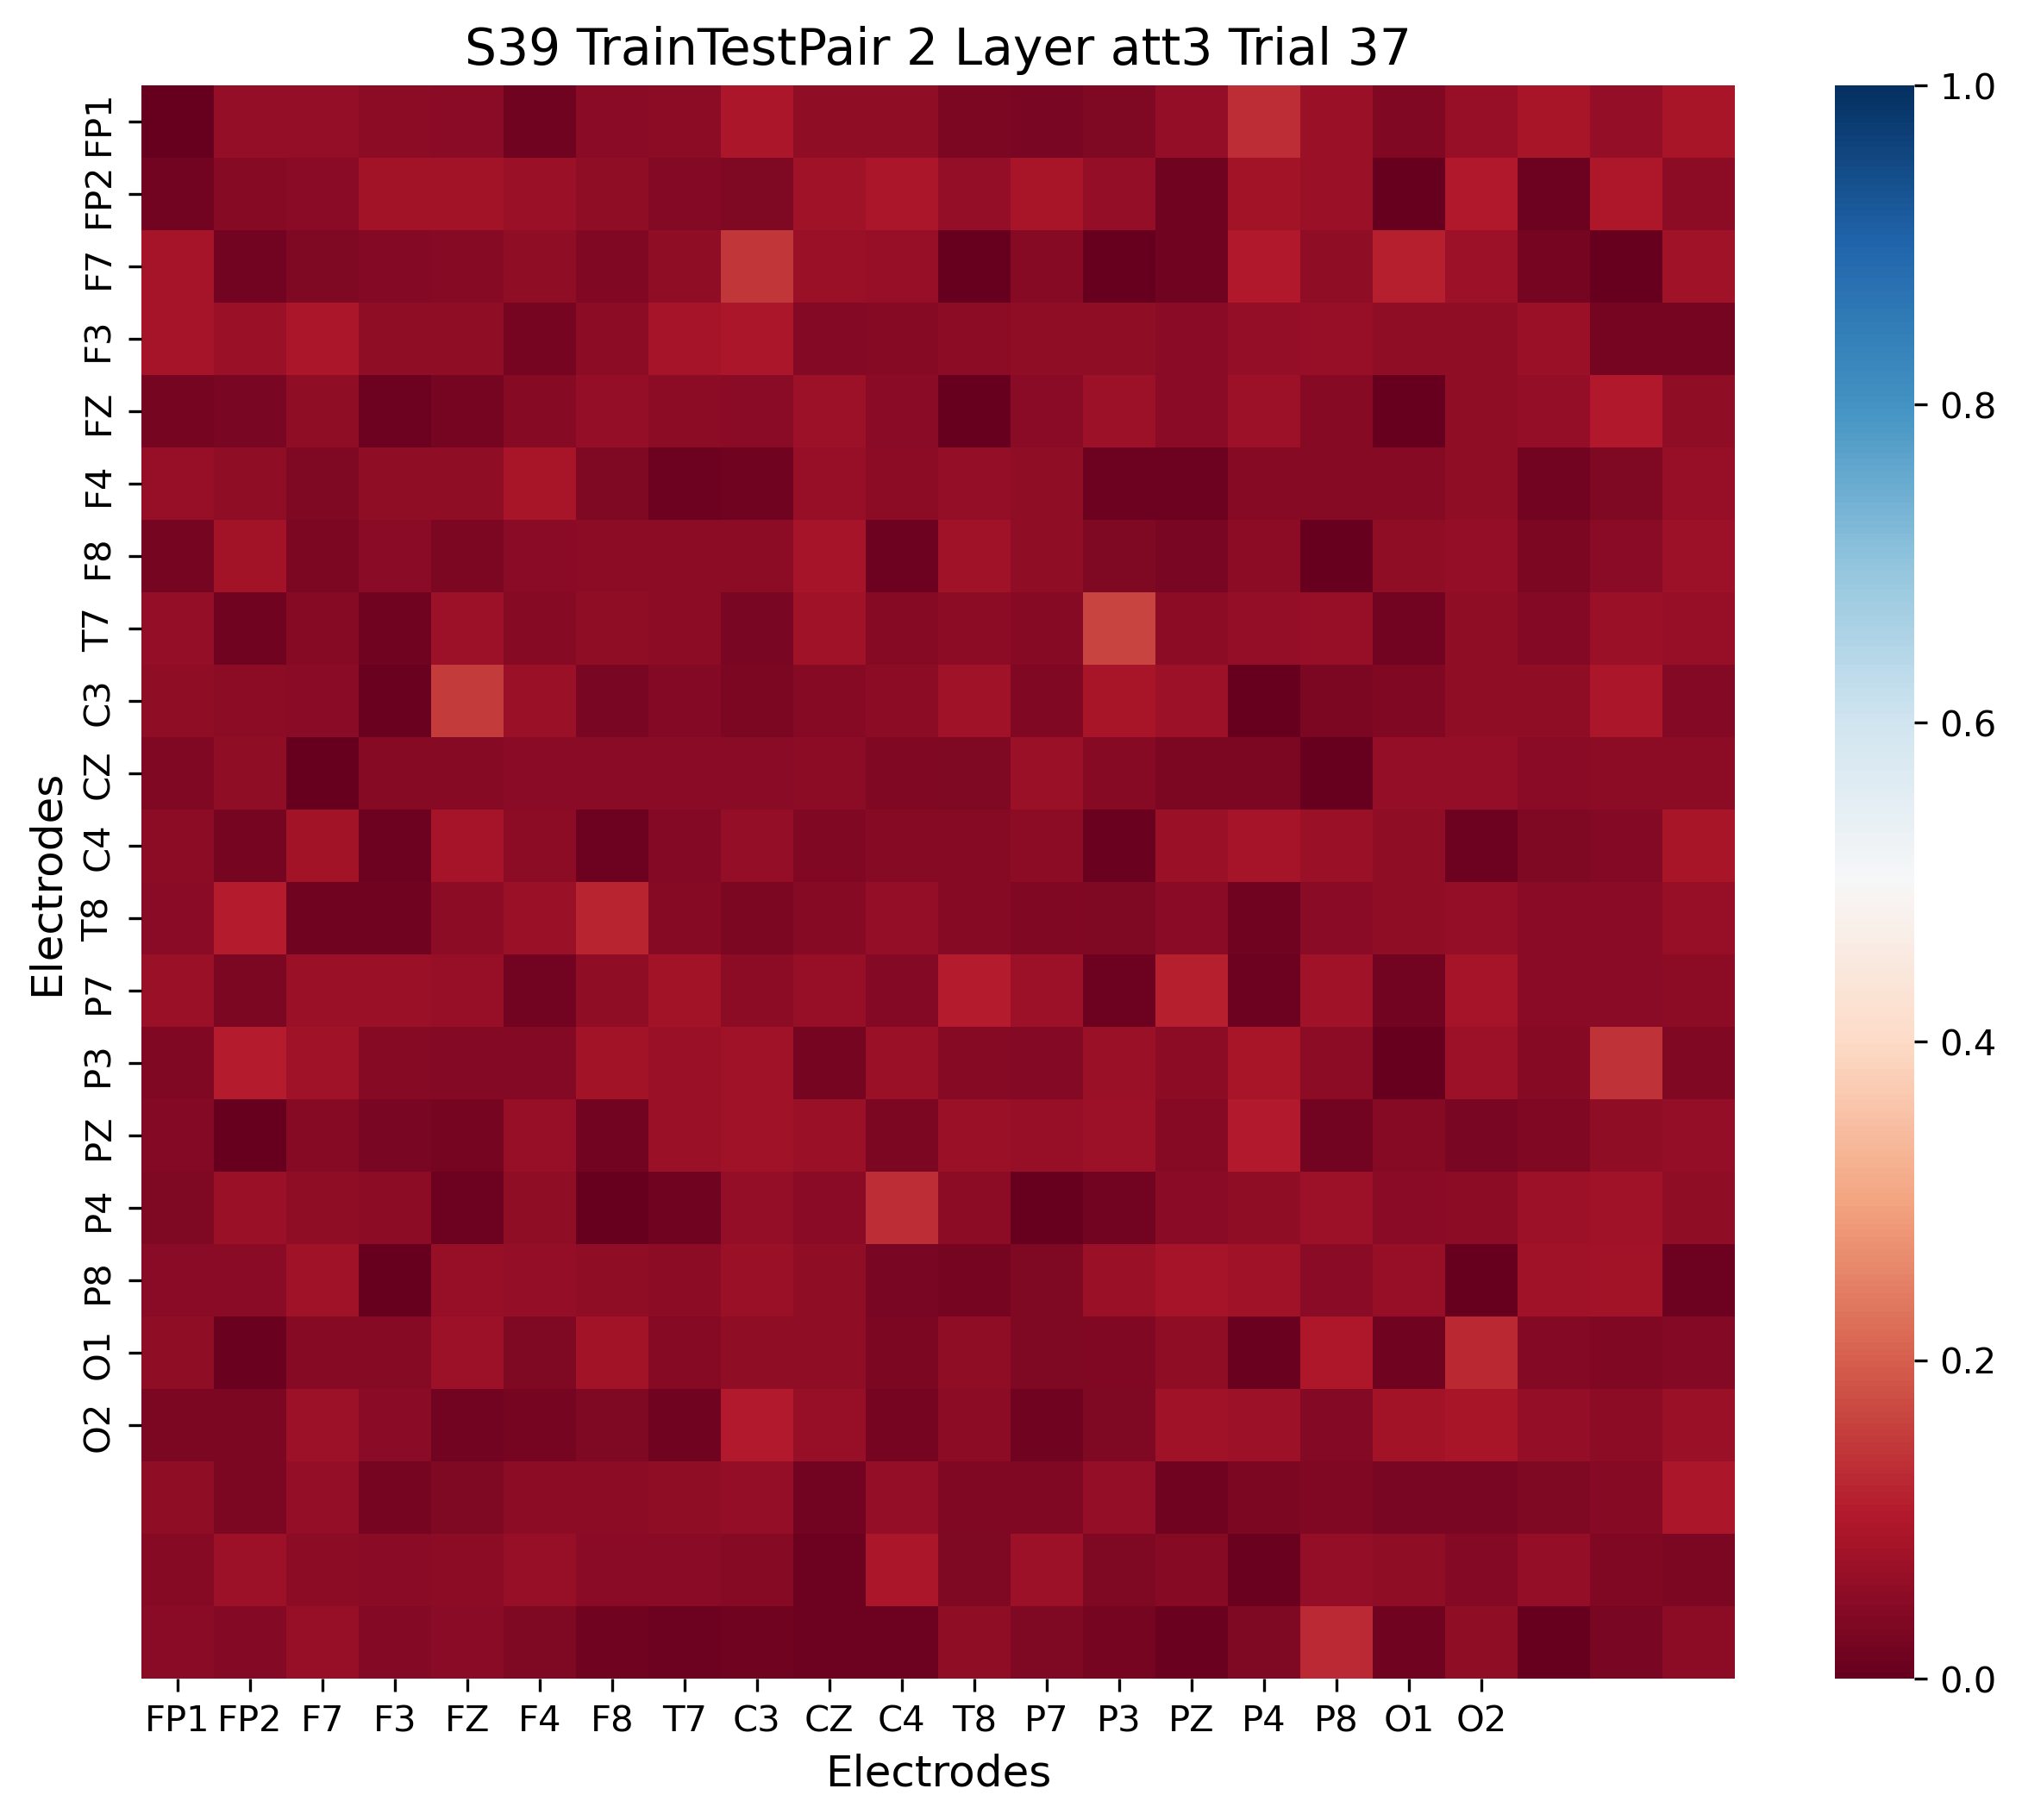 S39 TrainTestPair 2 Layer att3 Trial 37
Electrodes
FP1
FP2
F7
F3
FZ
F4
F8
T7
C3
CZ
C4
T8
P7
P3
PZ
P4
P8
O1
O2
FP1 FP2 F7 F3 FZ F4 F8 T7 C3 CZ C4 T8 P7 P3 PZ P4 P8 O1 O2
Electrodes
1.0
0.8
0.6
0.4
0.2
0.0